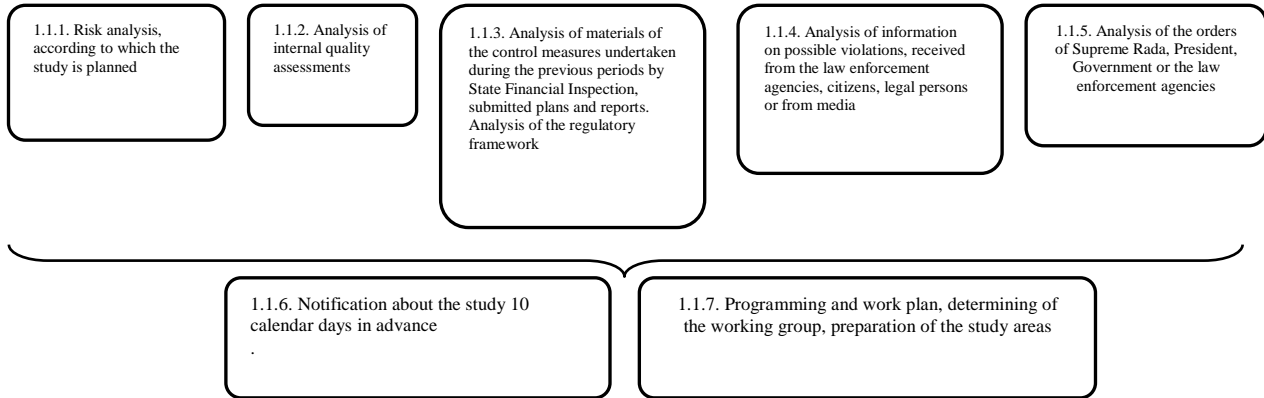 1.1.1. Risk analysis,
according to which the
study is planned
1.1.2. Analysis of
internal quality
assessments
1.1.3. Analysis of materials of
the control measures undertaken
during the previous periods by
State Financial Inspection,
submitted plans and reports.
Analysis of the regulatory
framework
1.1.4. Analysis of information
on possible violations, received
from the law enforcement
agencies, citizens, legal persons
or from media
1.1.5. Analysis of the orders
of Supreme Rada, President,
Government or the law
enforcement agencies
1.1.6. Notification about the study 10
calendar days in advance
.
1.1.7. Programming and work plan, determining of
the working group, preparation of the study areas